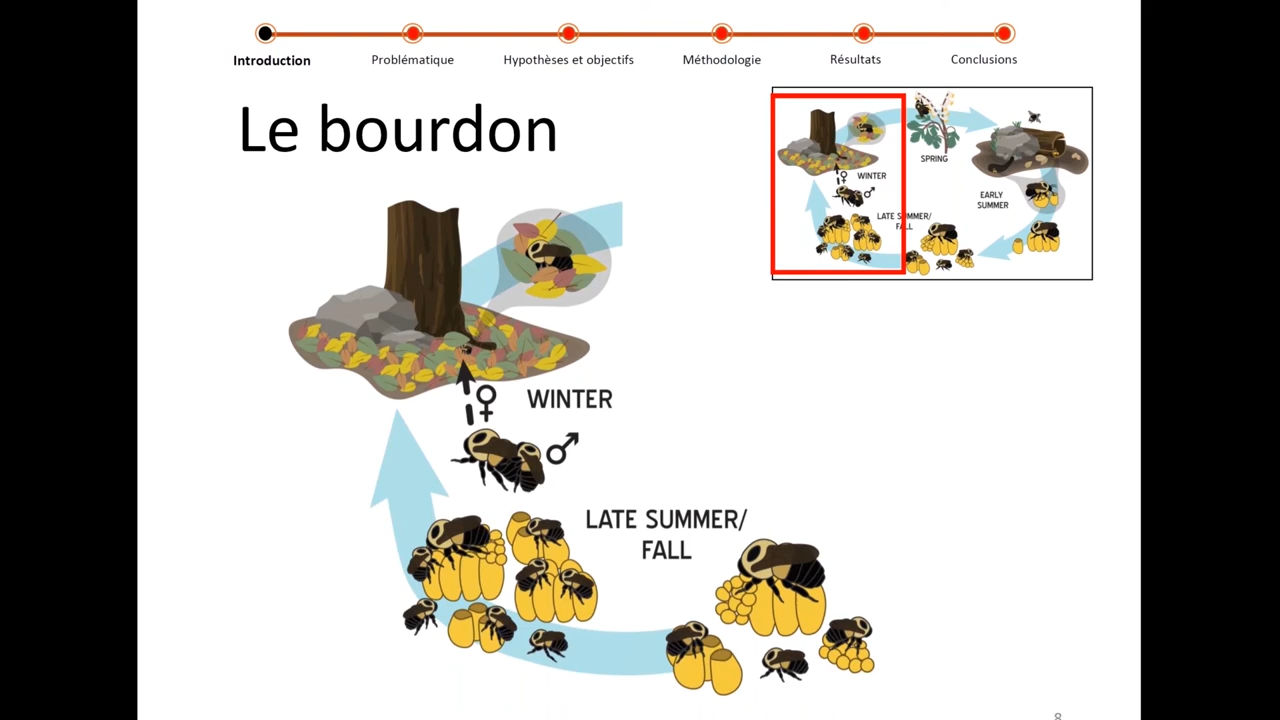 Introduction
Problématique
Hypothèses et objectifs
Méthodologie
Résultats
Conclusions
Le bourdon
SPRING
WINTER
EARLY
SUMMER
LATE SUMMER/
FALL
WINTER
LATE SUMMER/
FALL
8